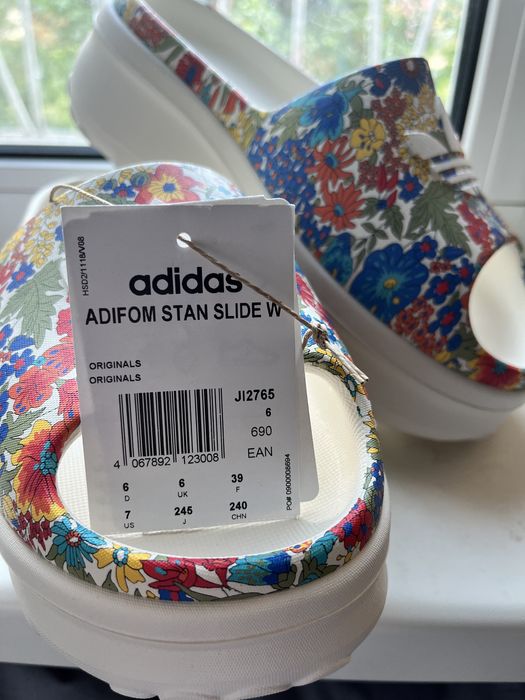 HSD2/1118/V08
adidas
ADIFOM STAN SLIDE W
ORIGINALS
ORIGINALS
JI2765
6
690
EAN
4 067892 123008
6 6 39
D UK F
7 245 240
US J CHN
PO# 0900008694